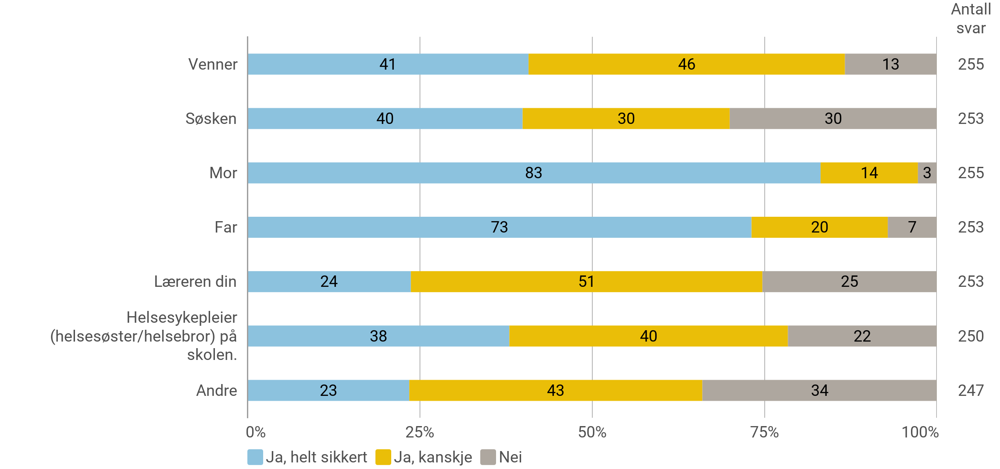 Antall
svar
Venner 41 46 13 255
Søsken 40 30 30 253
Mor 83 14 3 255
Far 73 20 7 253
Læreren din 24 51 25 253
Helsesykepleier
(helsesøster/helsebror) på
skolen.
38 40 22 250
Andre 23 43 34 247
0% 25% 50% 75% 100%
Ja, helt sikkert Ja, kanskje Nei